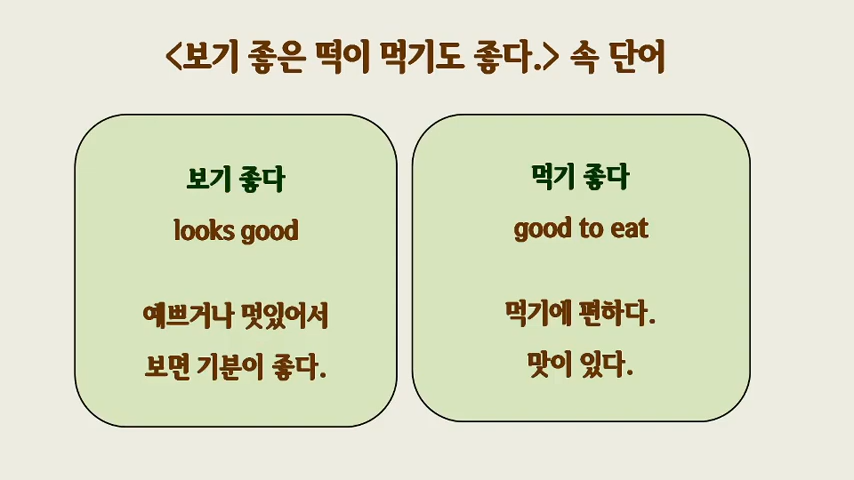 <보기 좋은 떡이 먹기도 좋다.> 속 단어
보기 좋다
looks good
예쁘거나 멋있어서
보면 기분이 좋다.
먹기 좋다
good to eat
먹기에 편하다.
맛이 있다.